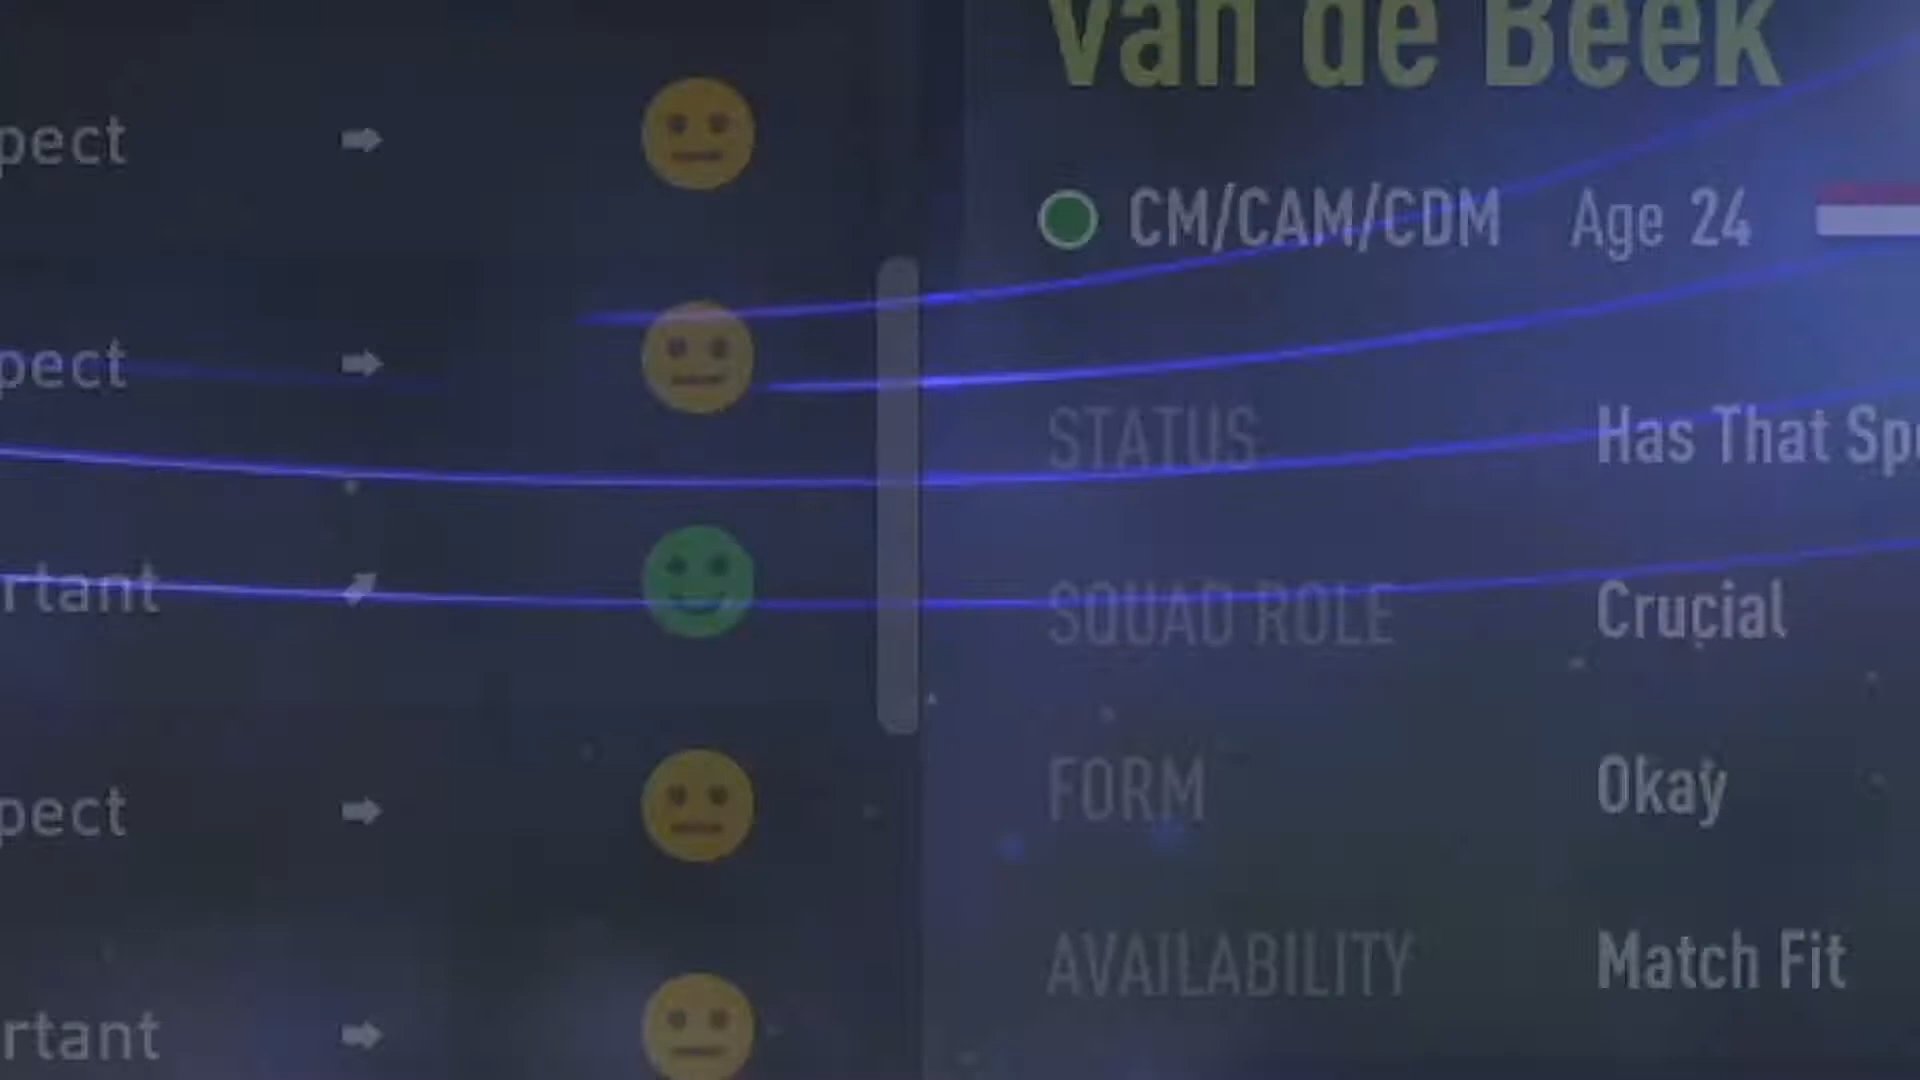 van de Beek
pect
CM/CAM/CDM Age 24
pect
STATUS Has That Spe
rtant
SQUAD ROLE Crucial
pect
FORM Okay
AVAILABILITY Match Fit
rtant